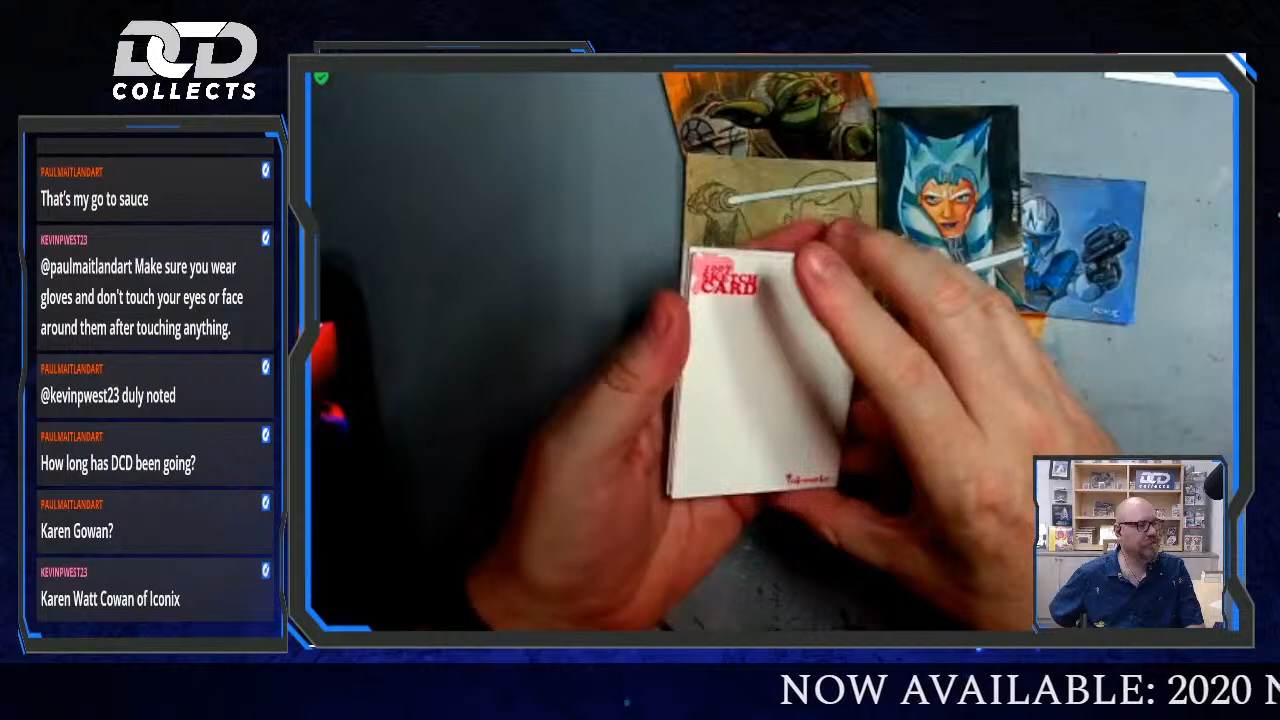 DCD
COLLECTS
PAULMAITLANDART
That's my go to sauce
KEVINPWEST23
@paulmaitlandart Make sure you wear
gloves and don't touch your eyes or face
around them after touching anything.
PAULMAITLANDART
@kevinpwest23 duly noted
PAULMAITLANDART
How long has DCD been going?
PAULMAITLANDART
Karen Gowan?
KEVINPWEST23
Karen Watt Cowan of Iconix
SKETCH
CARD
DCD
COLLECTS
NOW AVAILABLE: 2020 N